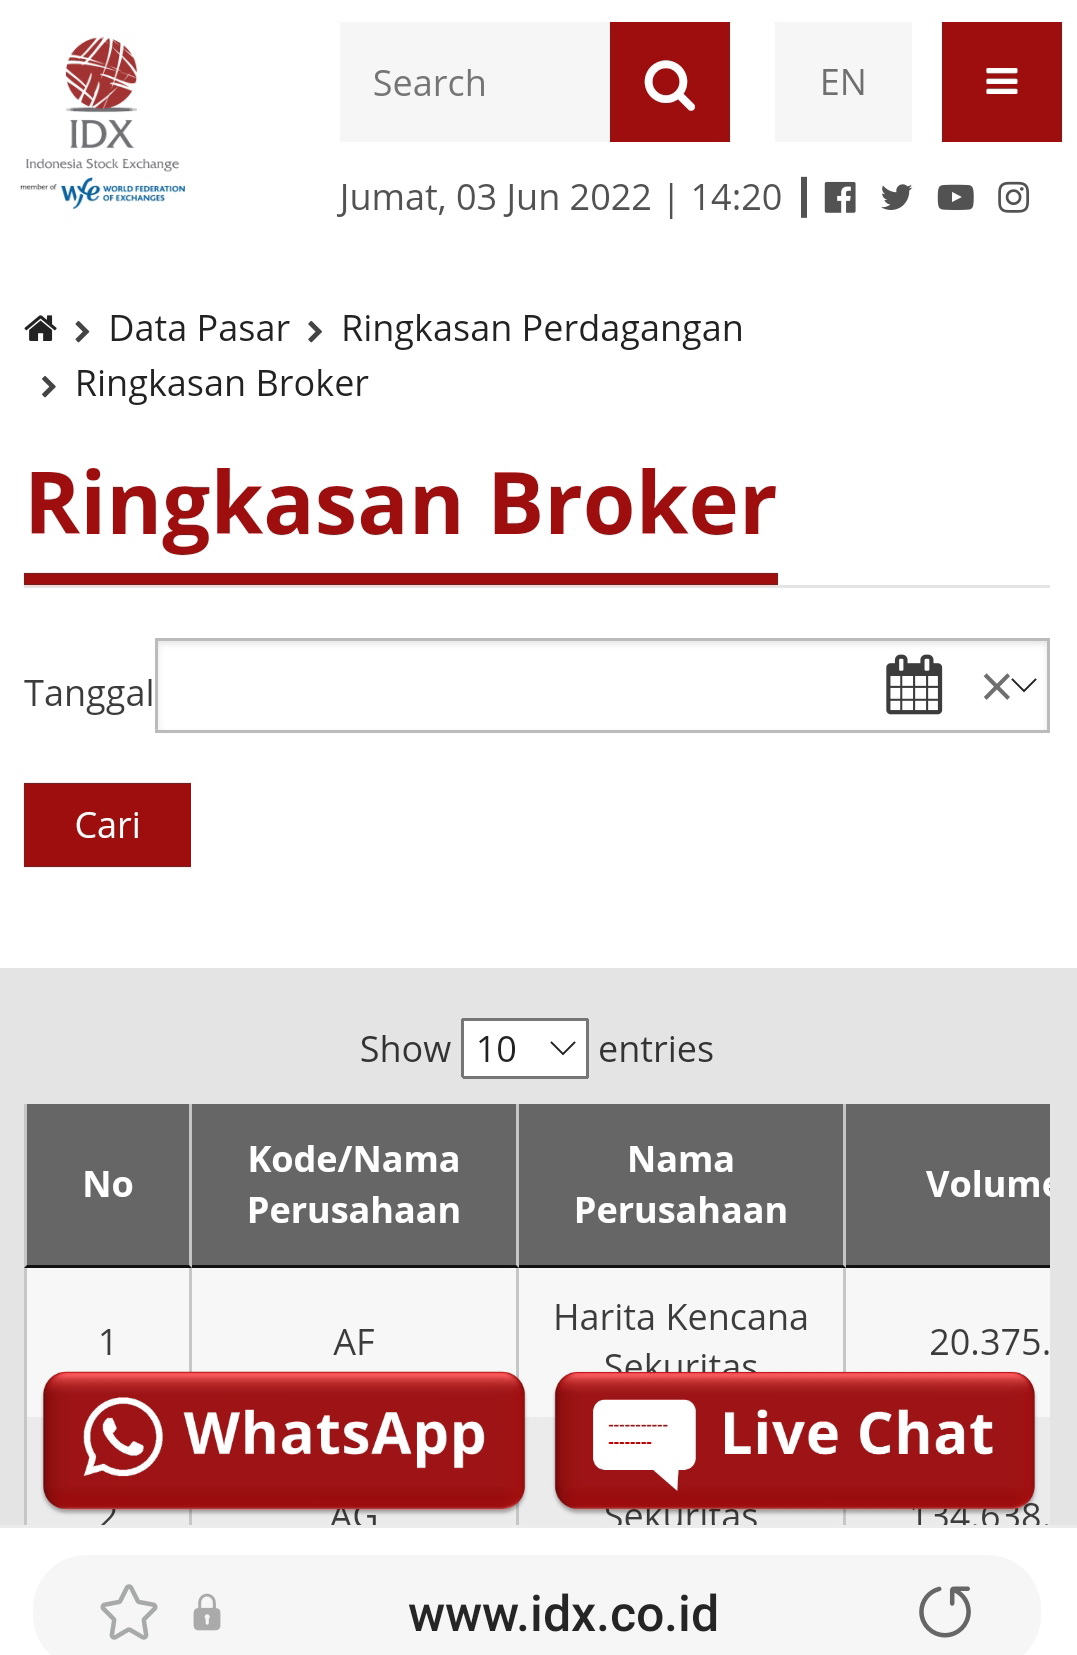 IDX
Indonesia Stock Exchange
member of wfe WORLD FEDERATION
OF EXCHANGES
Search
EN
Jumat, 03 Jun 2022 | 14:20
Data Pasar
Ringkasan Perdagangan
Ringkasan Broker
Ringkasan Broker
Tanggal
Cari
Show 10 entries
No
Kode/Nama
Perusahaan
Nama
Perusahaan
Volume
1
AF
Harita Kencana
Sekuritas
20.375.
WhatsApp
Live Chat
2
AG
Sekuritas
134.638.
www.idx.co.id